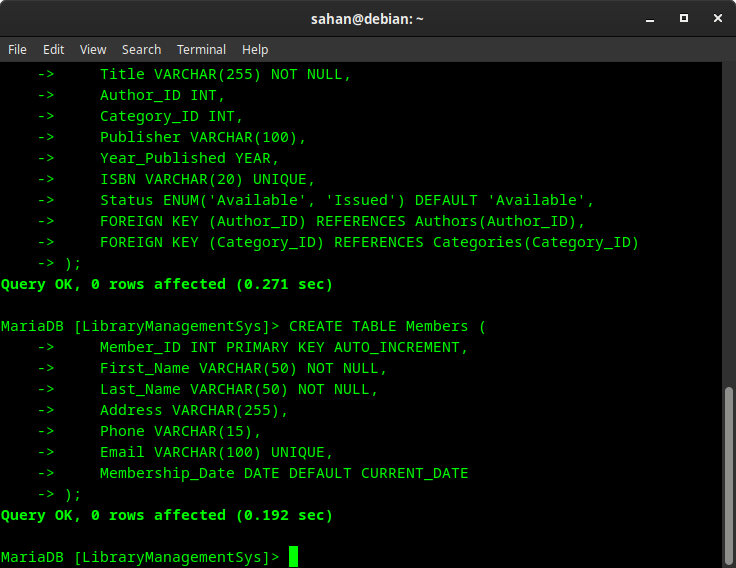 sahan@debian: ~
File Edit View Search Terminal Help
    ->     Title VARCHAR(255) NOT NULL,
    ->     Author_ID INT,
    ->     Category_ID INT,
    ->     Publisher VARCHAR(100),
    ->     Year_Published YEAR,
    ->     ISBN VARCHAR(20) UNIQUE,
    ->     Status ENUM('Available', 'Issued') DEFAULT 'Available',
    ->     FOREIGN KEY (Author_ID) REFERENCES Authors(Author_ID),
    ->     FOREIGN KEY (Category_ID) REFERENCES Categories(Category_ID)
    -> );
Query OK, 0 rows affected (0.271 sec)

MariaDB [LibraryManagementSys]> CREATE TABLE Members (
    ->     Member_ID INT PRIMARY KEY AUTO_INCREMENT,
    ->     First_Name VARCHAR(50) NOT NULL,
    ->     Last_Name VARCHAR(50) NOT NULL,
    ->     Address VARCHAR(255),
    ->     Phone VARCHAR(15),
    ->     Email VARCHAR(100) UNIQUE,
    ->     Membership_Date DATE DEFAULT CURRENT_DATE
    -> );
Query OK, 0 rows affected (0.192 sec)

MariaDB [LibraryManagementSys]>